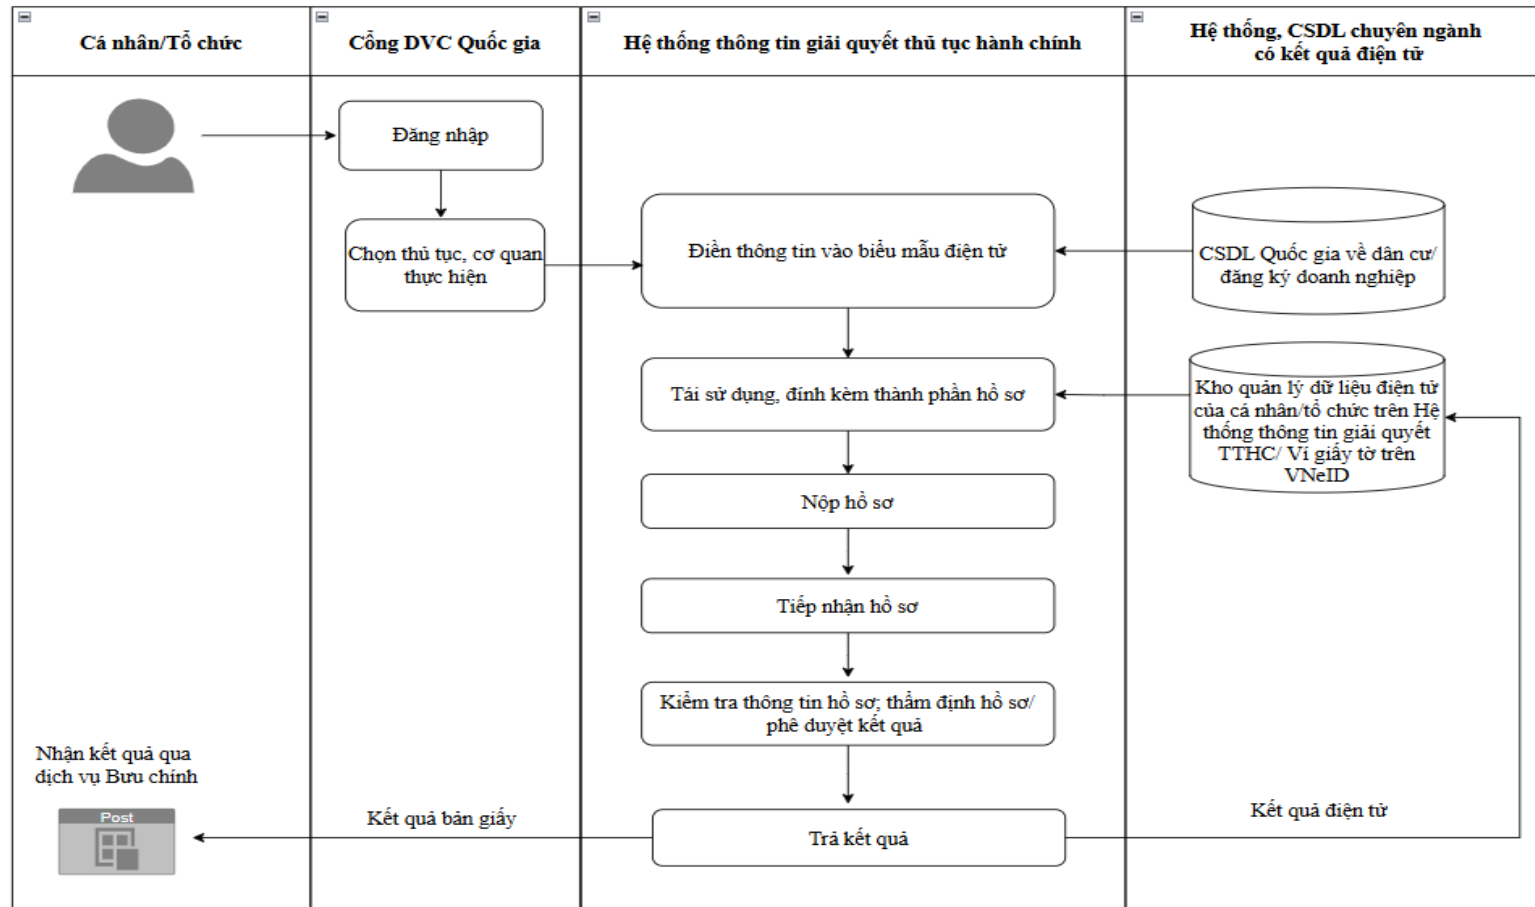 Cá nhân/Tổ chức
Cổng DVC Quốc gia
Hệ thống thông tin giải quyết thủ tục hành chính
Hệ thống, CSDL chuyên ngành
có kết quả điện tử
Đăng nhập
Chọn thủ tục, cơ quan
thực hiện
Điền thông tin vào biểu mẫu điện tử
CSDL Quốc gia về dân cư/
đăng ký doanh nghiệp
Tái sử dụng, đính kèm thành phần hồ sơ
Kho quản lý dữ liệu điện tử
của cá nhân/tổ chức trên Hệ
thống thông tin giải quyết
TTHC/ Ví giấy tờ trên
VNeID
Nộp hồ sơ
Tiếp nhận hồ sơ
Kiểm tra thông tin hồ sơ; thẩm định hồ sơ/
phê duyệt kết quả
Nhận kết quả qua
dịch vụ Bưu chính
Post
Kết quả bản giấy
Trả kết quả
Kết quả điện tử